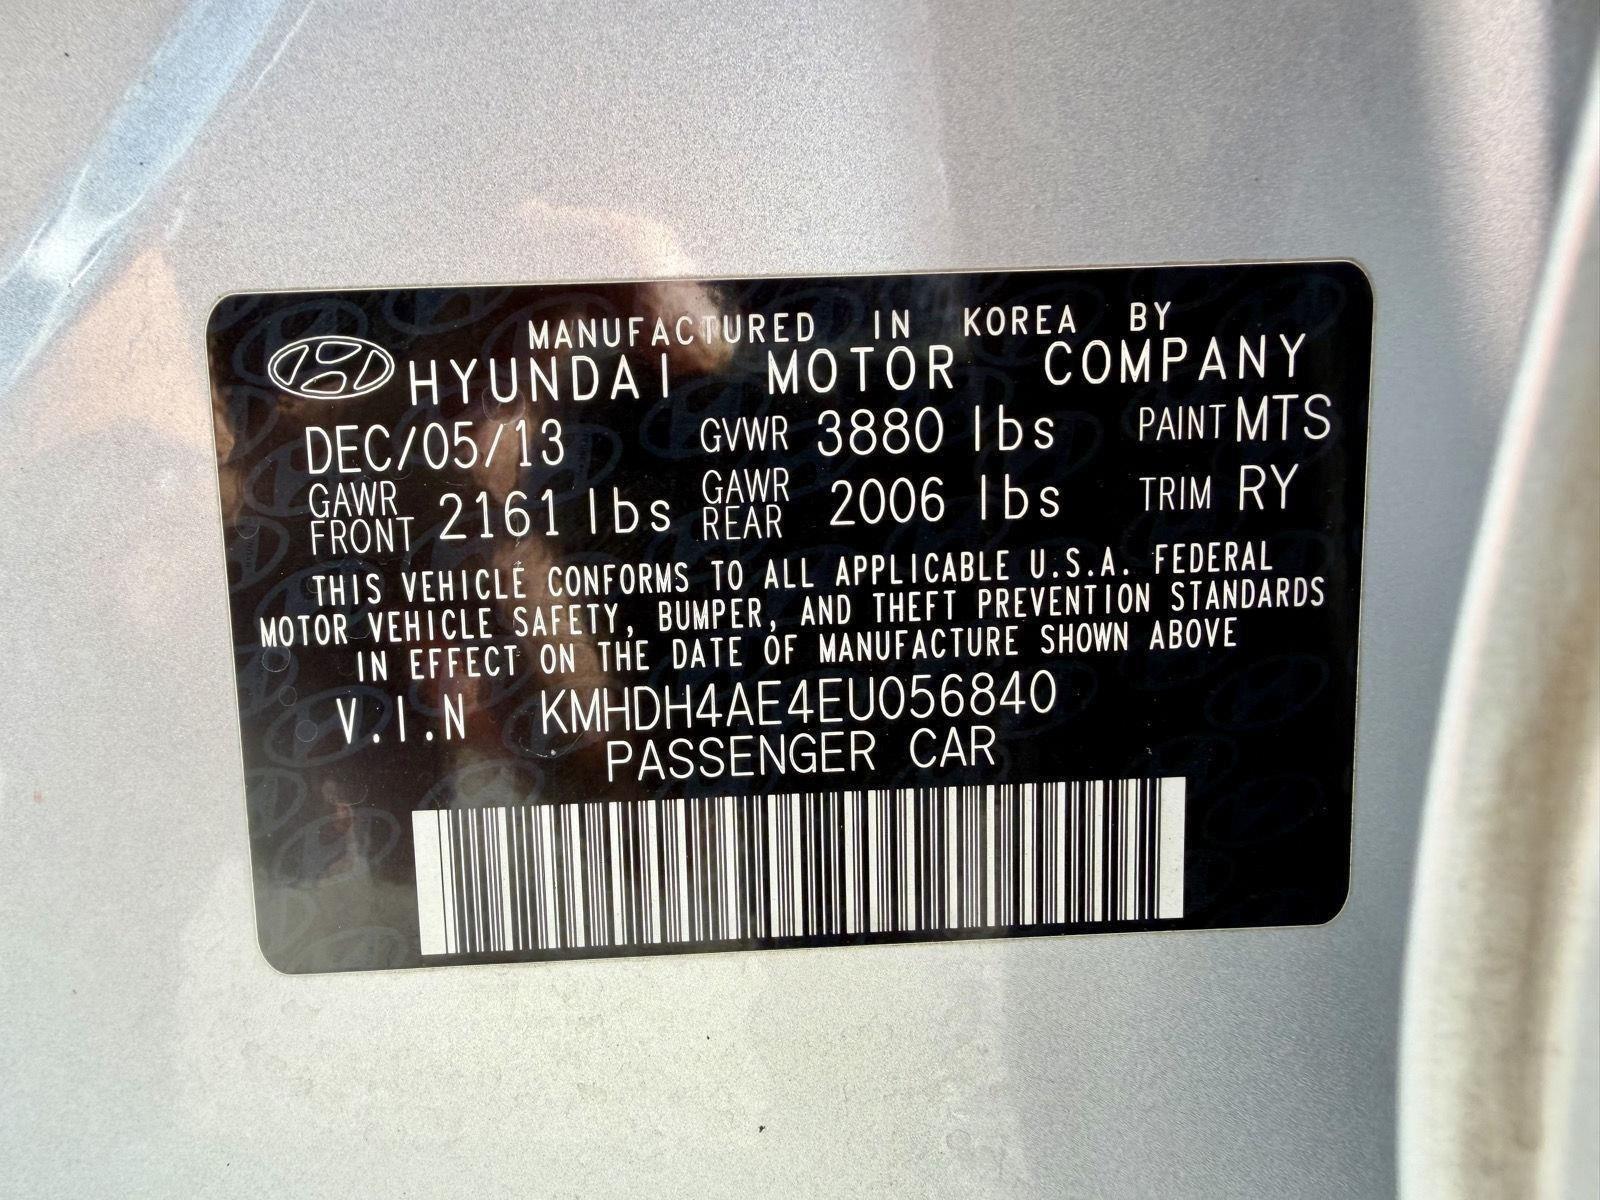 MANUFACTURED IN KOREA BY
HYUNDAI MOTOR COMPANY
DEC/05/13 GVWR 3880 lbs PAINT MTS
GAWR FRONT 2161 lbs GAWR REAR 2006 lbs TRIM RY
THIS VEHICLE CONFORMS TO ALL APPLICABLE U.S.A. FEDERAL
MOTOR VEHICLE SAFETY, BUMPER, AND THEFT PREVENTION STANDARDS
IN EFFECT ON THE DATE OF MANUFACTURE SHOWN ABOVE
V.I.N KMHDH4AE4EU056840
PASSENGER CAR